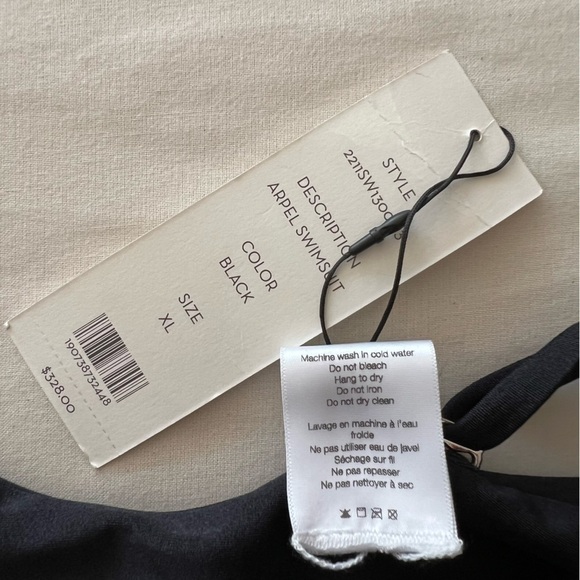 STYLE
DESCRIPTION
ARPEL SWIMSUIT
COLOR
BLACK
SIZE
XL
190738732448
$328.00
Machine wash in cold water
Do not bleach
Hang to dry
Do not iron
Do not dry clean
Lavage en machine à l'eau
froide
Ne pas utiliser eau de javel
Séchage sur fil
Ne pas repasser
Ne pas nettoyer à sec